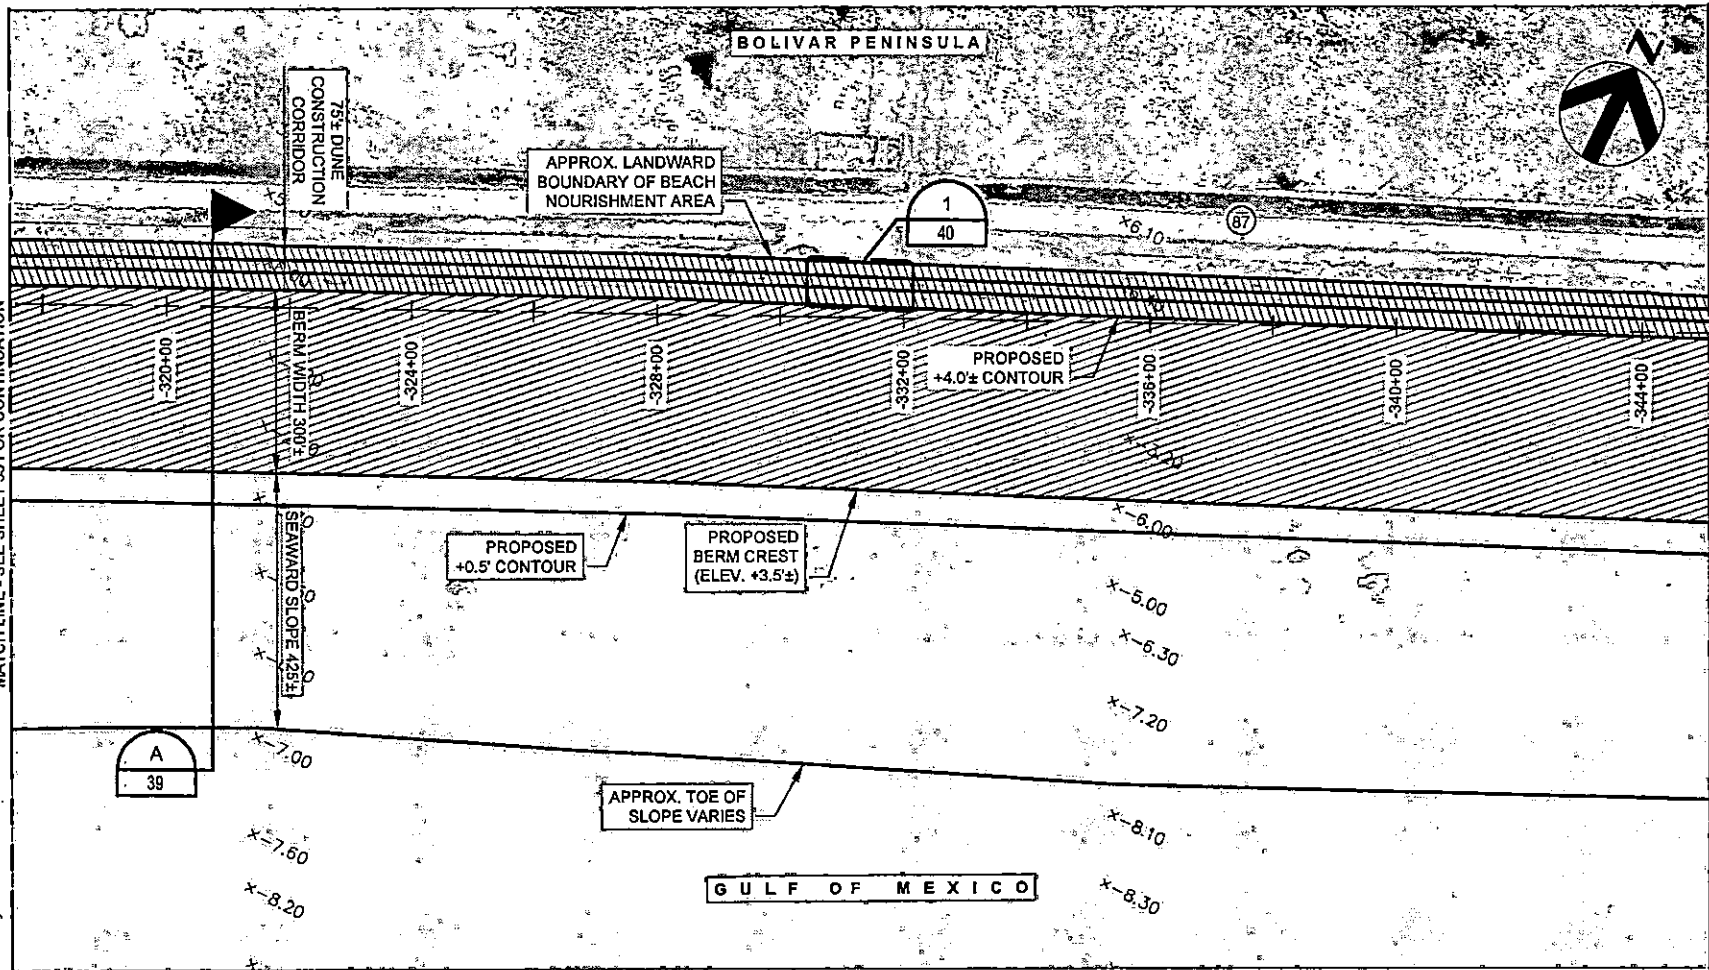 BOLIVAR PENINSULA
N
75'± DUNE
CONSTRUCTION
CORRIDOR
APPROX. LANDWARD
BOUNDARY OF BEACH
NOURISHMENT AREA
1
40
x6.10
87
-320+00
BERM WIDTH 300'±
-324+00
-328+00
-332+00
PROPOSED
+4.0'± CONTOUR
-336+00
-340+00
-344+00
x-3.20
SEAWARD SLOPE 425'±
PROPOSED
+0.5' CONTOUR
PROPOSED
BERM CREST
(ELEV. +3.5'±)
x-6.00
x-5.00
x-6.30
x-7.20
A
39
x-7.00
APPROX. TOE OF
SLOPE VARIES
x-8.10
x-7.60
x-8.20
GULF OF MEXICO
x-8.30